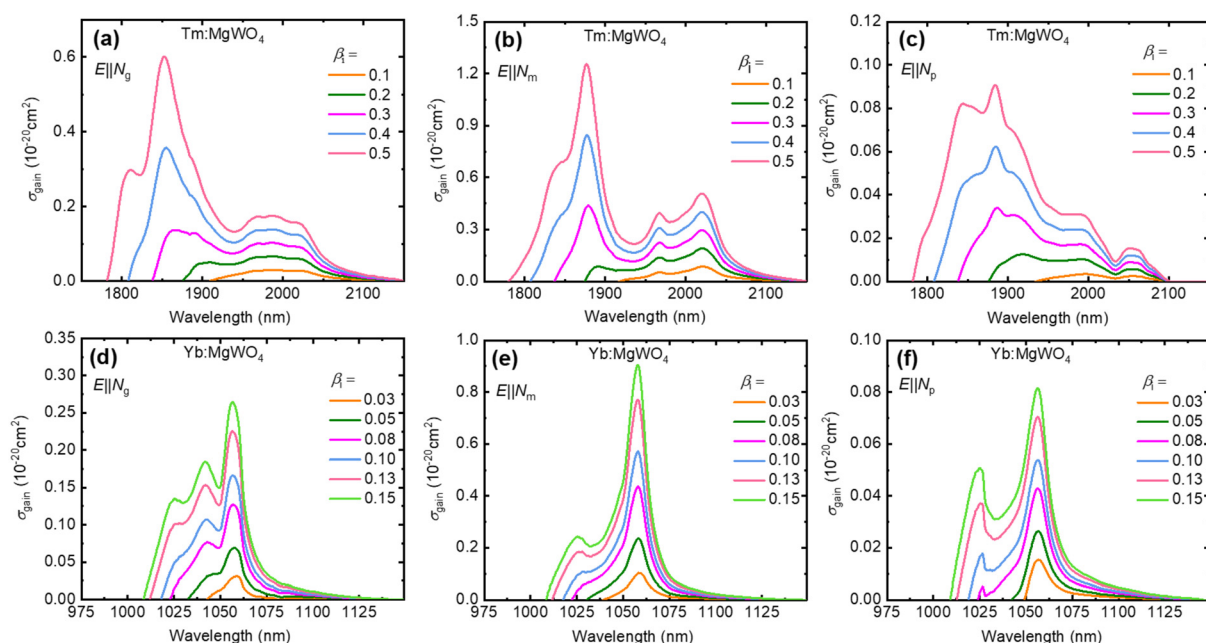 (a) Tm:MgWO4
E||Ng
βi =
0.1
0.2
0.3
0.4
0.5
σgain (10-20cm2)
0.6
0.4
0.2
0.0
1800 1900 2000 2100
Wavelength (nm)
(b) Tm:MgWO4
E||Nm
βi =
0.1
0.2
0.3
0.4
0.5
σgain (10-20cm2)
1.5
1.2
0.9
0.6
0.3
0.0
1800 1900 2000 2100
Wavelength (nm)
(c) Tm:MgWO4
E||Np
βi =
0.1
0.2
0.3
0.4
0.5
σgain (10-20cm2)
0.12
0.10
0.08
0.06
0.04
0.02
0.00
1800 1900 2000 2100
Wavelength (nm)
(d) Yb:MgWO4
E||Ng
βi =
0.03
0.05
0.08
0.10
0.13
0.15
σgain (10-20cm2)
0.35
0.30
0.25
0.20
0.15
0.10
0.05
0.00
975 1000 1025 1050 1075 1100 1125
Wavelength (nm)
(e) Yb:MgWO4
E||Nm
βi =
0.03
0.05
0.08
0.10
0.13
0.15
σgain (10-20cm2)
1.0
0.8
0.6
0.4
0.2
0.0
975 1000 1025 1050 1075 1100 1125
Wavelength (nm)
(f) Yb:MgWO4
E||Np
βi =
0.03
0.05
0.08
0.10
0.13
0.15
σgain (10-20cm2)
0.10
0.08
0.06
0.04
0.02
0.00
975 1000 1025 1050 1075 1100 1125
Wavelength (nm)